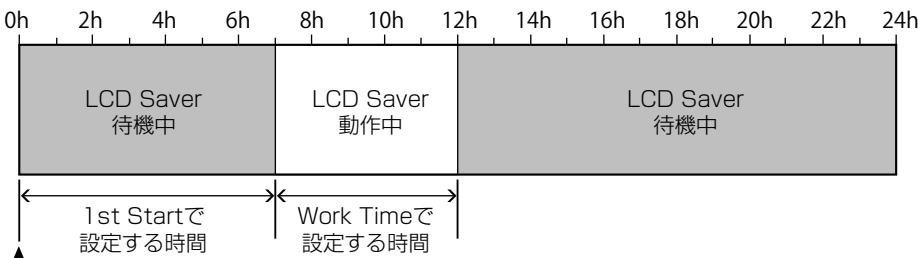 0h 2h 4h 6h 8h 10h 12h 14h 16h 18h 20h 22h 24h
LCD Saver
待機中
LCD Saver
動作中
LCD Saver
待機中
1st Startで
設定する時間
Work Timeで
設定する時間